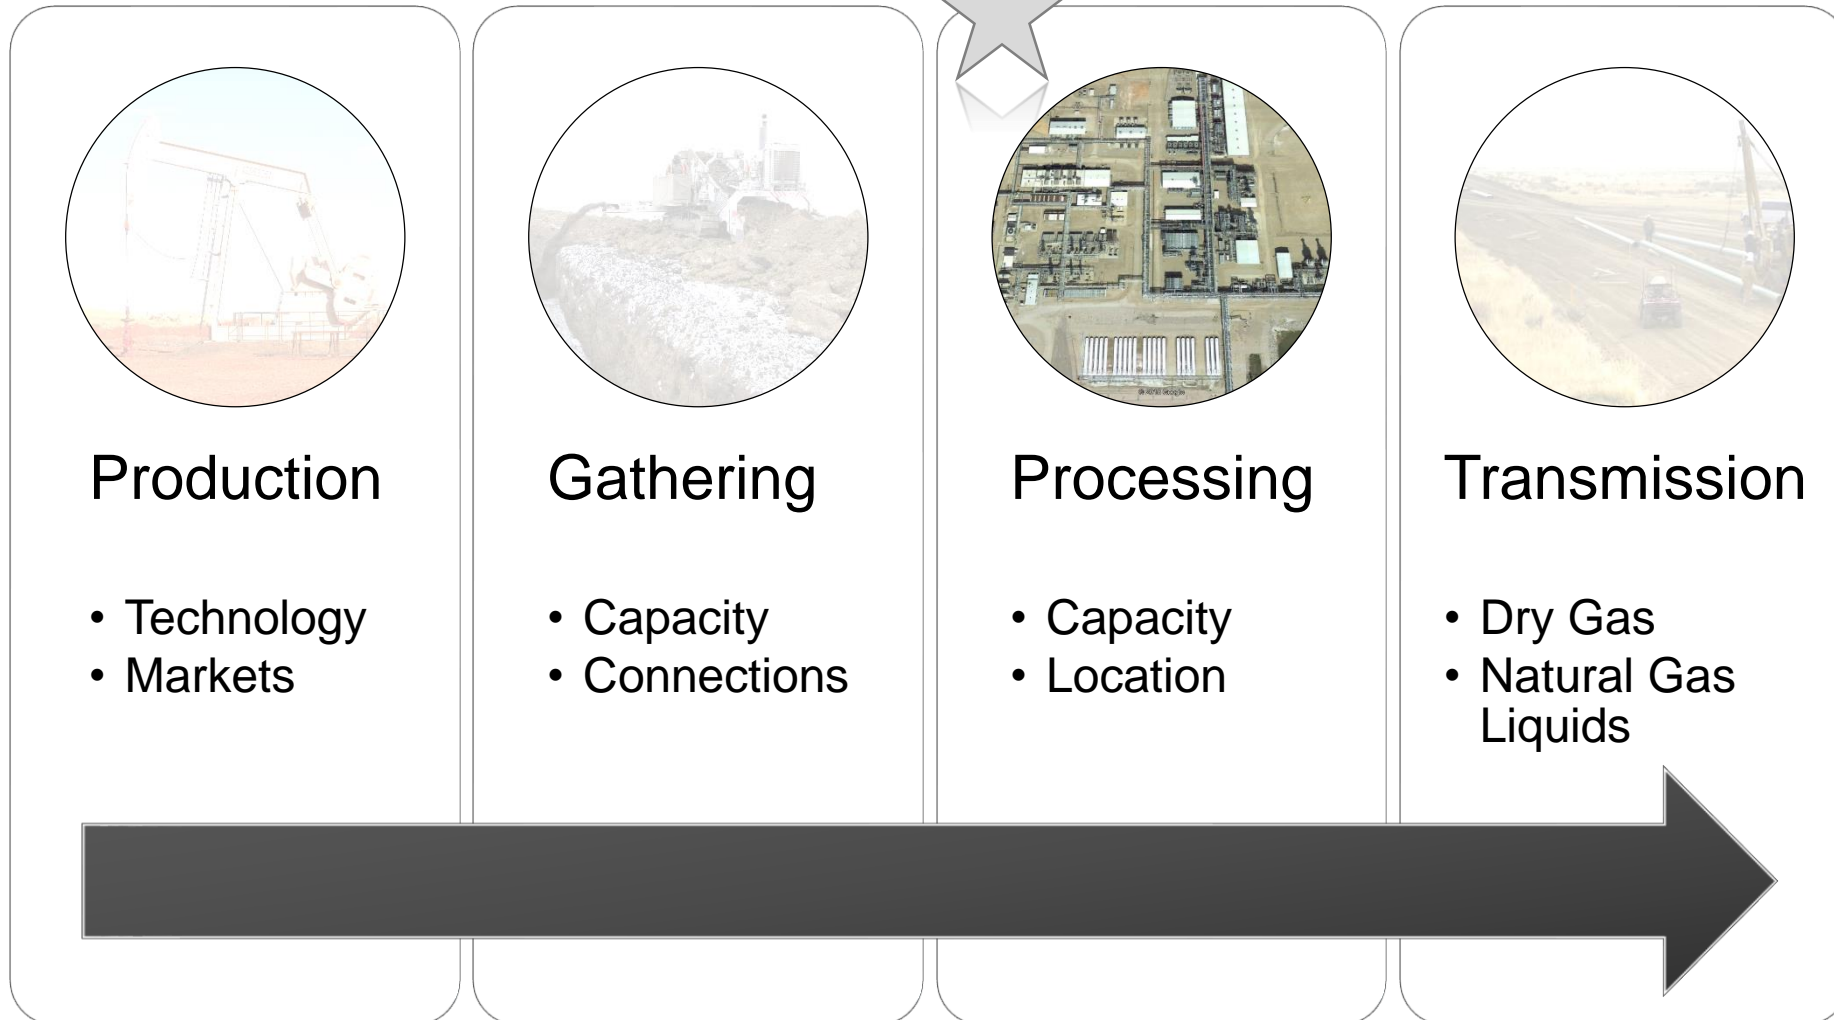 Production
• Technology
• Markets
Gathering
• Capacity
• Connections
Processing
• Capacity
• Location
Transmission
• Dry Gas
• Natural Gas
Liquids